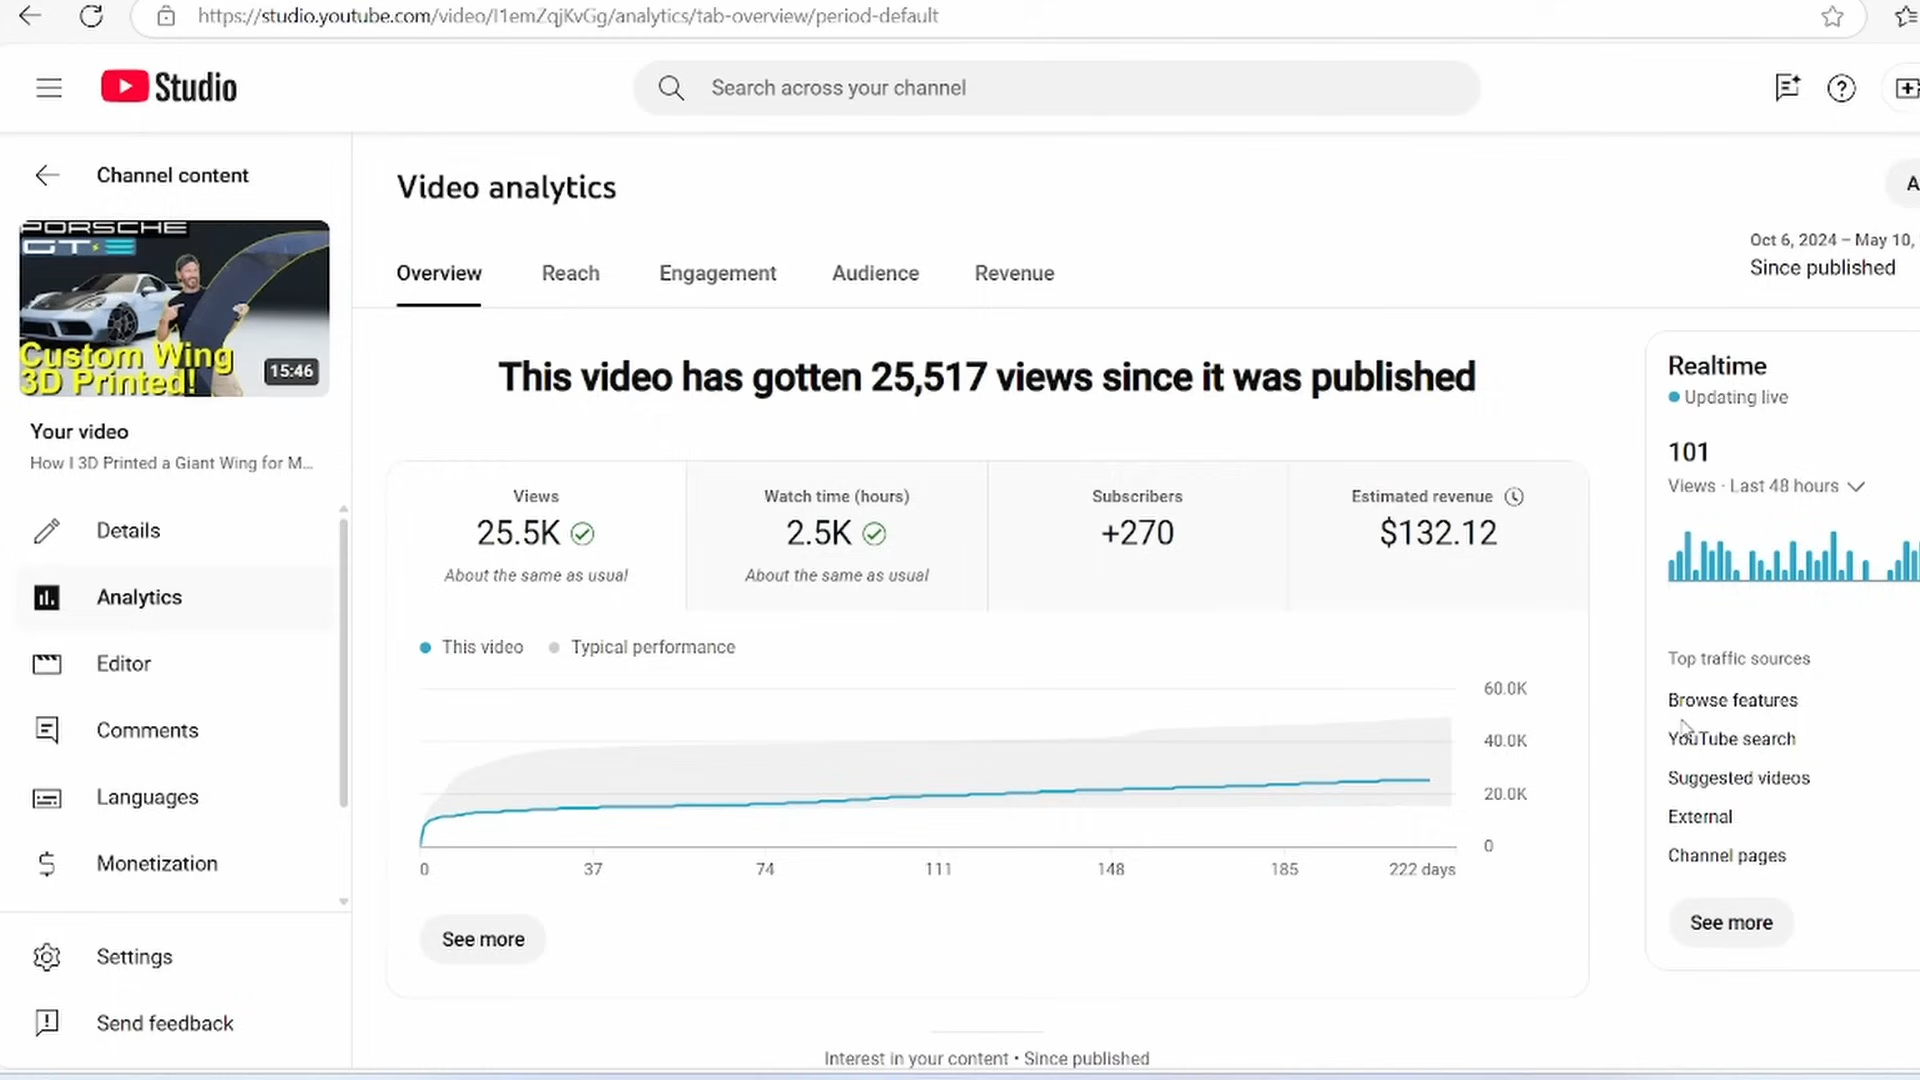 https://studio.youtube.com/video/I1emZqjKvGg/analytics/tab-overview/period-default
Studio
Search across your channel
Channel content
PORSCHE
GT
Custom Wing
3D Printed!
15:46
Your video
How I 3D Printed a Giant Wing for M...
Details
Analytics
Editor
Comments
Languages
Monetization
Settings
Send feedback
Video analytics
A
Oct 6, 2024 – May 10,
Since published
Overview
Reach
Engagement
Audience
Revenue
This video has gotten 25,517 views since it was published
Views
25.5K
About the same as usual
Watch time (hours)
2.5K
About the same as usual
Subscribers
+270
Estimated revenue
$132.12
This video
Typical performance
60.0K
40.0K
20.0K
0
0 37 74 111 148 185 222 days
See more
Realtime
Updating live
101
Views · Last 48 hours
Top traffic sources
Browse features
YouTube search
Suggested videos
External
Channel pages
See more
Interest in your content • Since published